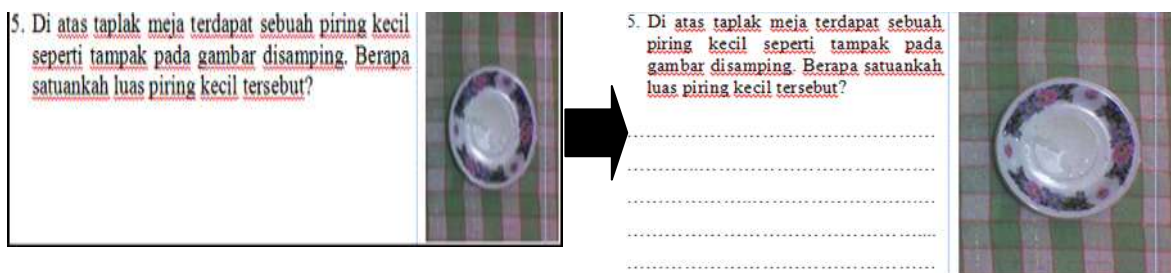 5. Di atas taplak meja terdapat sebuah piring kecil
seperti tampak pada gambar disamping. Berapa
satuankah luas piring kecil tersebut?
5. Di atas taplak meja terdapat sebuah
piring kecil seperti tampak pada
gambar disamping. Berapa satuankah
luas piring kecil tersebut?